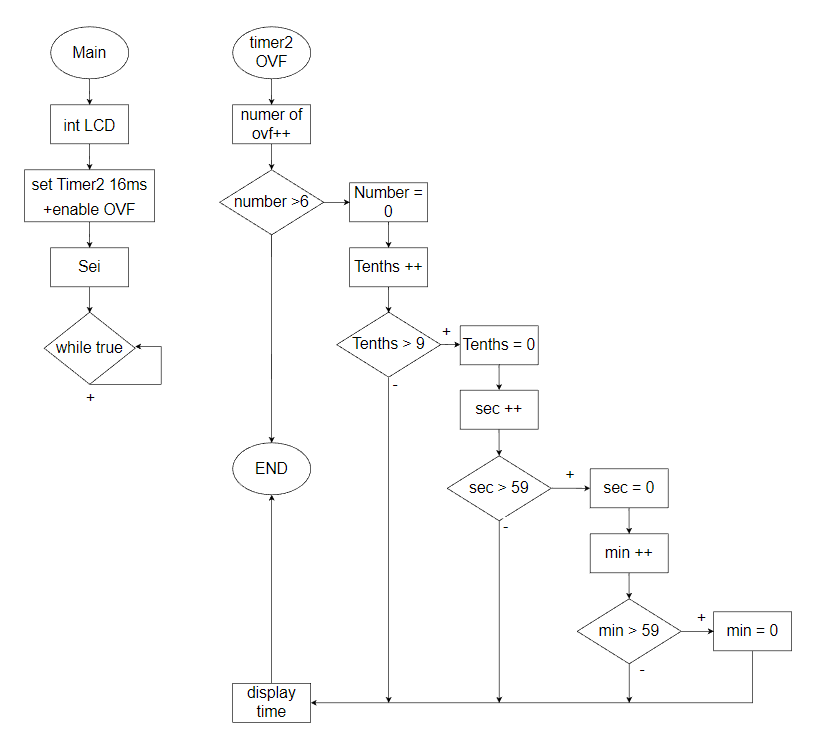 Main
int LCD
set Timer2 16ms
+enable OVF
Sei
while true
+
timer2
OVF
numer of
ovf++
number >6
Number =
0
Tenths ++
Tenths > 9
+
-
Tenths = 0
sec ++
sec > 59
+
-
sec = 0
min ++
min > 59
+
-
min = 0
END
display
time